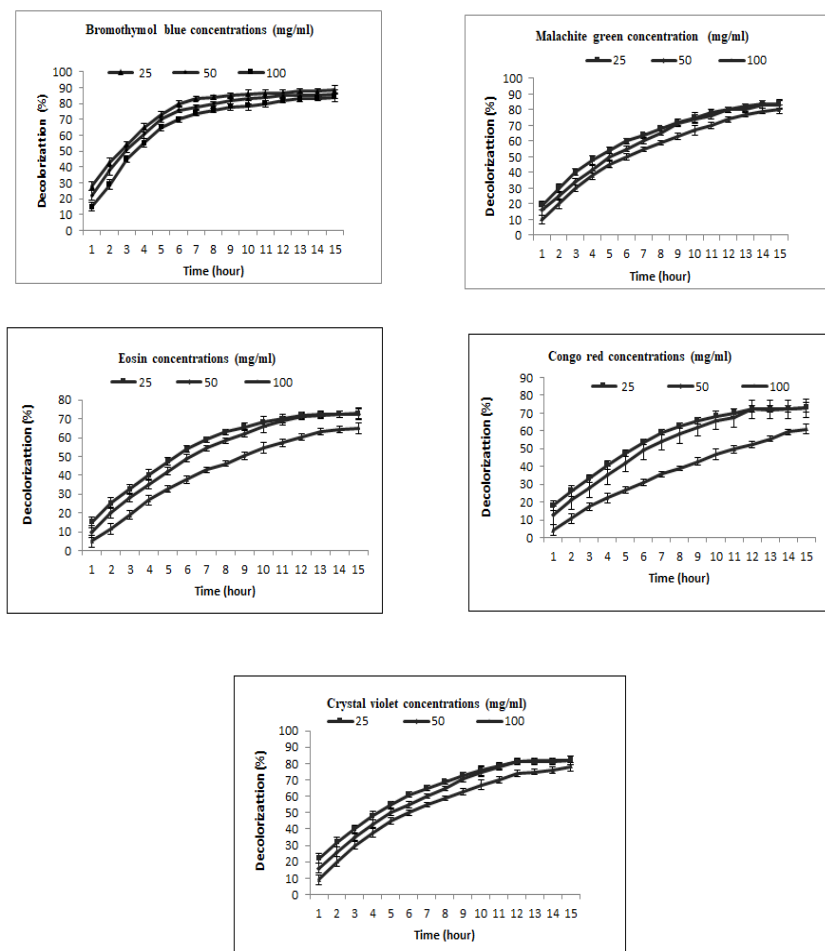 Bromothymol blue concentrations (mg/ml)
25 50 100
100
90
80
70
60
50
40
30
20
10
0
Decolorizattion (%)
1 2 3 4 5 6 7 8 9 10 11 12 13 14 15
Time (hour)
Malachite green concentration (mg/ml)
25 50 100
100
90
80
70
60
50
40
30
20
10
0
Decolorizattion (%)
1 2 3 4 5 6 7 8 9 10 11 12 13 14 15
Time (hour)
Eosin concentrations (mg/ml)
25 50 100
80
70
60
50
40
30
20
10
0
Decolorizattion (%)
1 2 3 4 5 6 7 8 9 10 11 12 13 14 15
Time (hour)
Congo red concentrations (mg/ml)
25 50 100
90
80
70
60
50
40
30
20
10
0
Decolorizattion (%)
1 2 3 4 5 6 7 8 9 10 11 12 13 14 15
Time (hour)
Crystal violet concentrations (mg/ml)
25 50 100
100
90
80
70
60
50
40
30
20
10
0
Decolorizattion (%)
1 2 3 4 5 6 7 8 9 10 11 12 13 14 15
Time (hour)